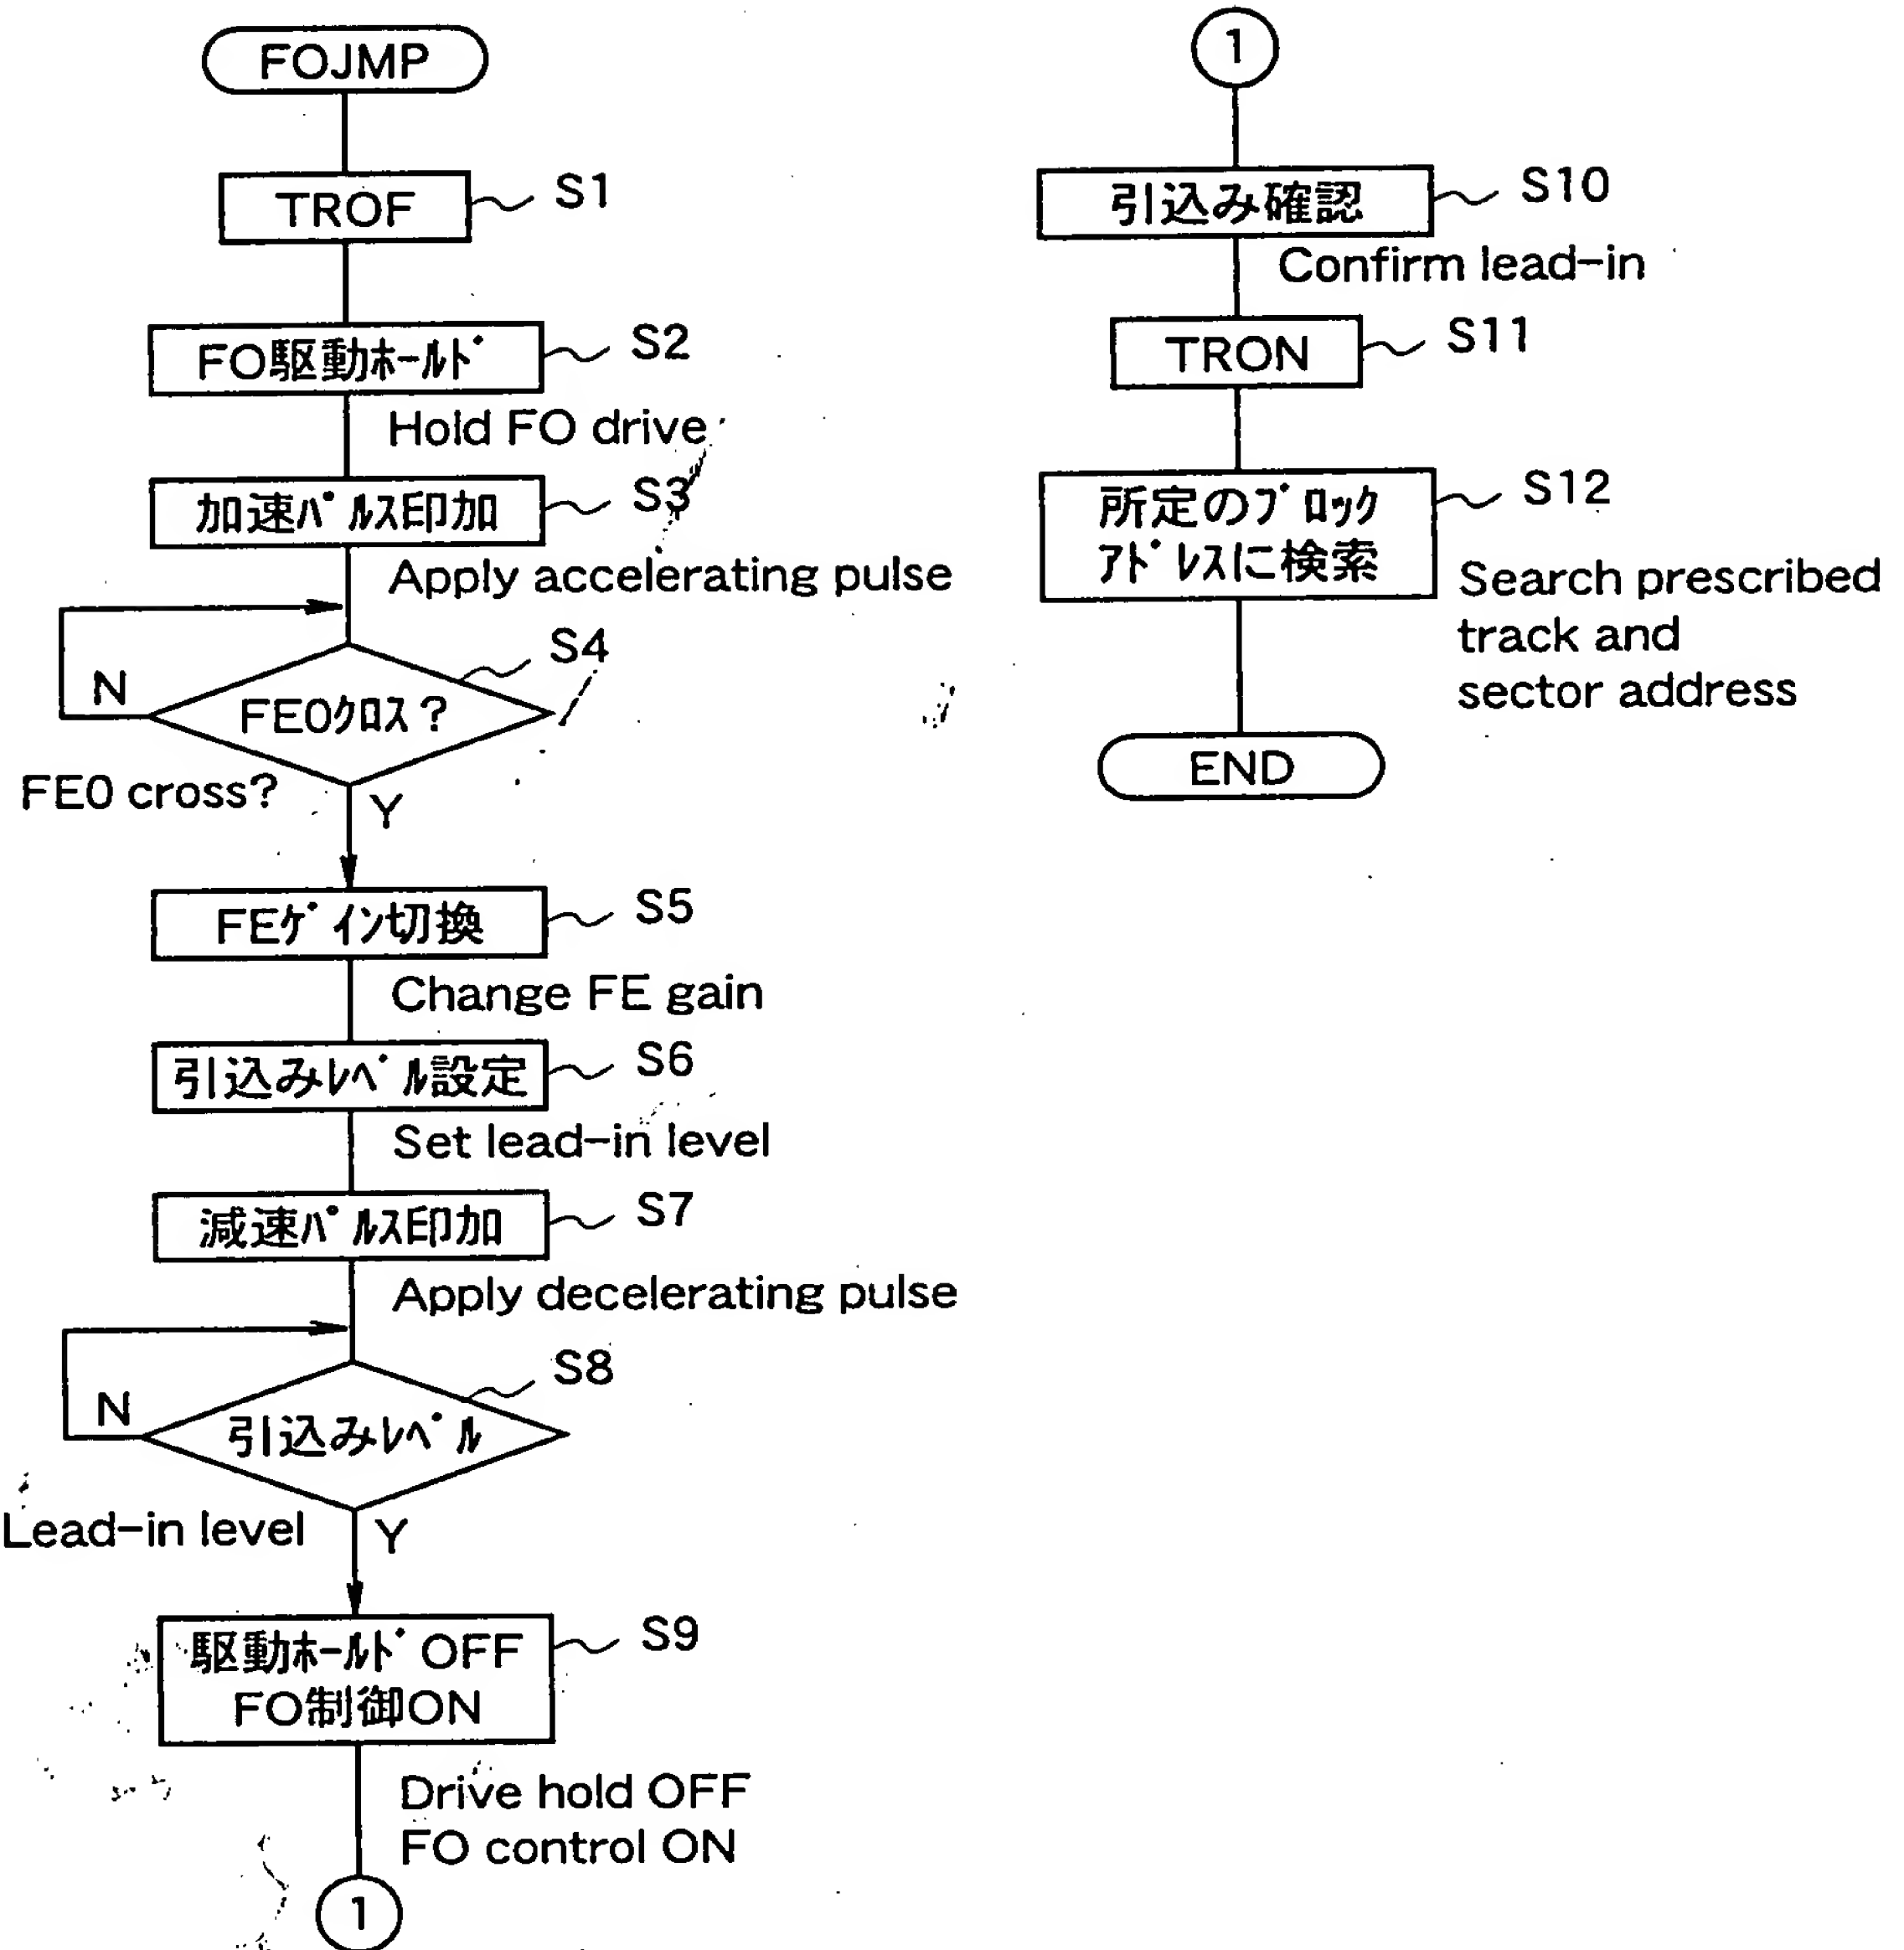 FOJMP
TROF
S1
FO駆動ﾎｰﾙﾄﾞ
S2
Hold FO drive
加速ﾊﾟﾙｽ印加
S3
Apply accelerating pulse
S4
N
FE0ｸﾛｽ?
FE0 cross?
Y
FEｹﾞｲﾝ切換
S5
Change FE gain
引込みﾚﾍﾞﾙ設定
S6
Set lead-in level
減速ﾊﾟﾙｽ印加
S7
Apply decelerating pulse
S8
N
引込みﾚﾍﾞﾙ
Lead-in level
Y
駆動ﾎｰﾙﾄﾞOFF
FO制御ON
S9
Drive hold OFF
FO control ON
1
1
引込み確認
S10
Confirm lead-in
TRON
S11
所定のﾌﾞﾛｯｸ
ｱﾄﾞﾚｽに検索
S12
Search prescribed
track and
sector address
END